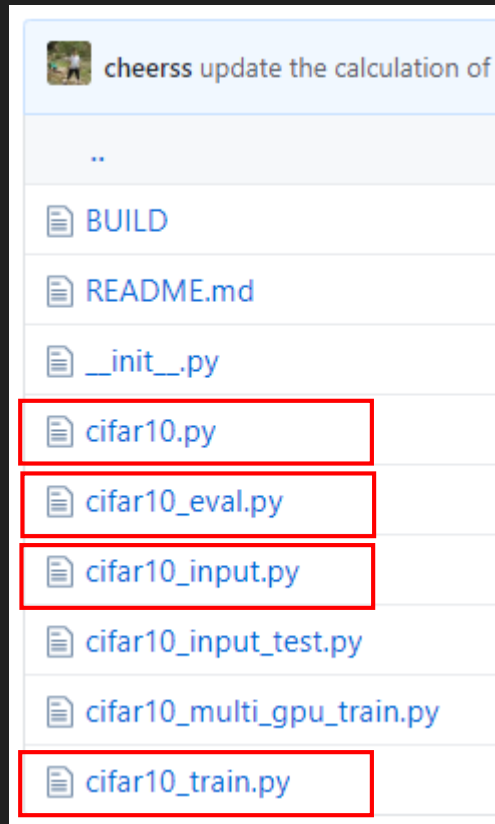 cheerss update the calculation of
..
BUILD
README.md
__init__.py
cifar10.py
cifar10_eval.py
cifar10_input.py
cifar10_input_test.py
cifar10_multi_gpu_train.py
cifar10_train.py